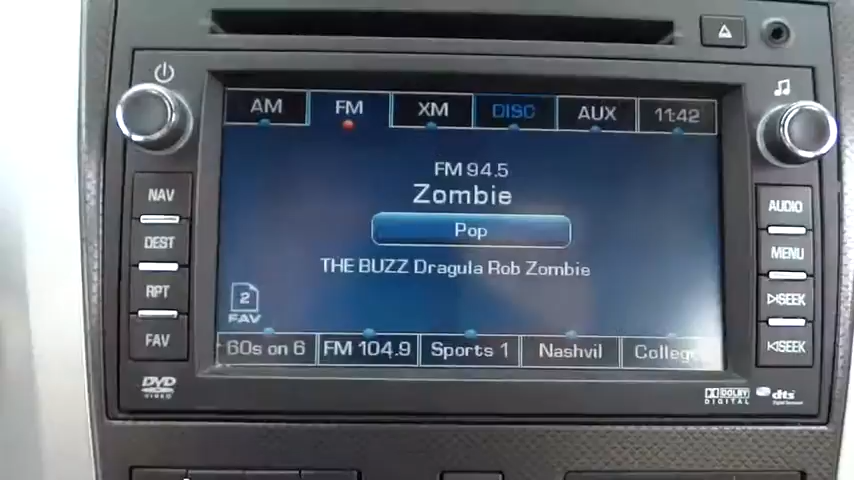 AM FM XM DISC AUX 11:42
FM 94.5
Zombie
Pop
THE BUZZ Dragula Rob Zombie
2
FAV
60s on 6 FM 104.9 Sports 1 Nashvil Colleg
NAV
DEST
RPT
FAV
DVD
VIDEO
AUDIO
MENU
SEEK
SEEK
DOLBY
DIGITAL
dts